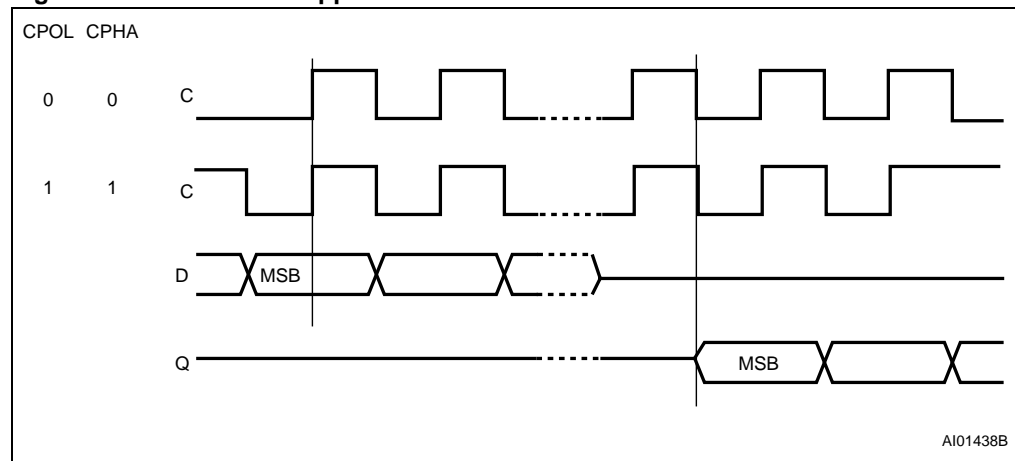 CPOL CPHA
0 0 C
1 1 C
D MSB
Q MSB
AI01438B